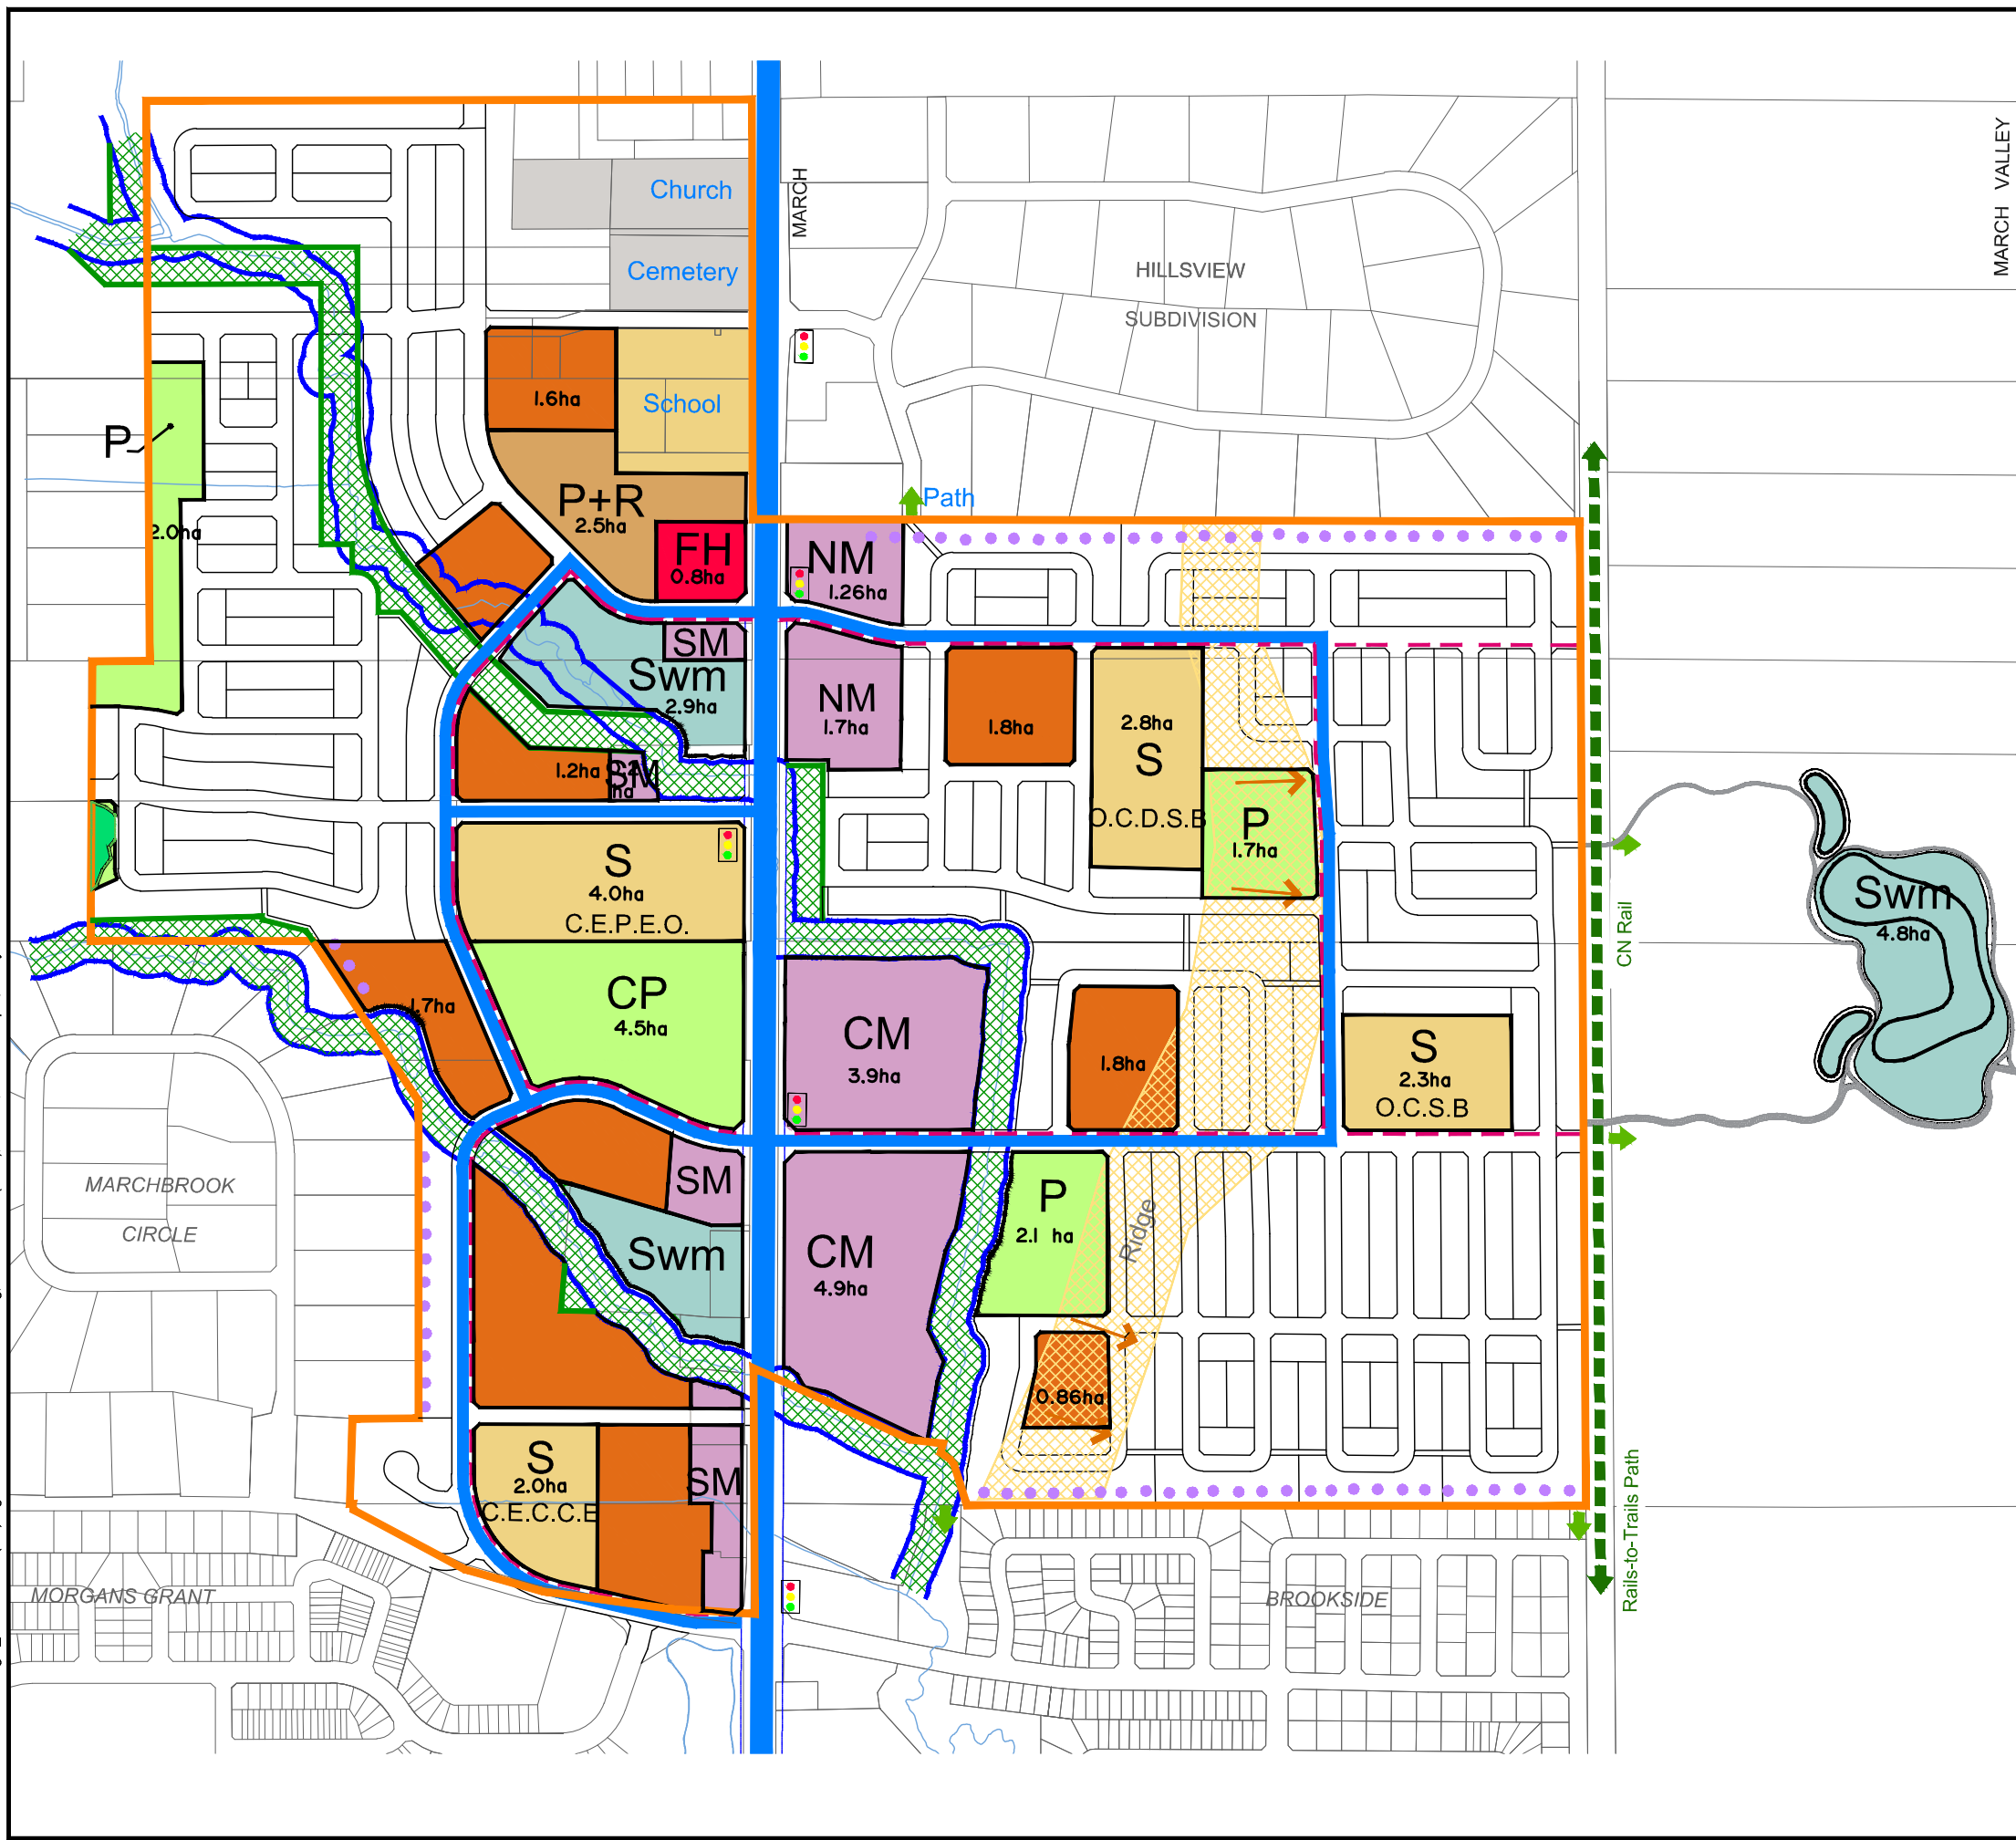 Church
Cemetery
MARCH
MARCH VALLEY
HILLSVIEW
SUBDIVISION
1.6ha
School
P
2.0ha
P+R
2.5ha
FH
0.8ha
Path
NM
1.26ha
SM
Swm
2.9ha
NM
1.7ha
1.8ha
2.8ha
S
O.C.D.S.B
1.2ha
SM
P
1.7ha
S
4.0ha
C.E.P.E.O.
Swm
4.8ha
CN Rail
1.7ha
CP
4.5ha
CM
3.9ha
1.8ha
S
2.3ha
O.C.S.B
MARCHBROOK
CIRCLE
SM
Swm
CM
4.9ha
P
2.1 ha
Ridge
0.86ha
S
2.0ha
C.E.C.C.E
SM
Rails-to-Trails Path
MORGANS GRANT
BROOKSIDE